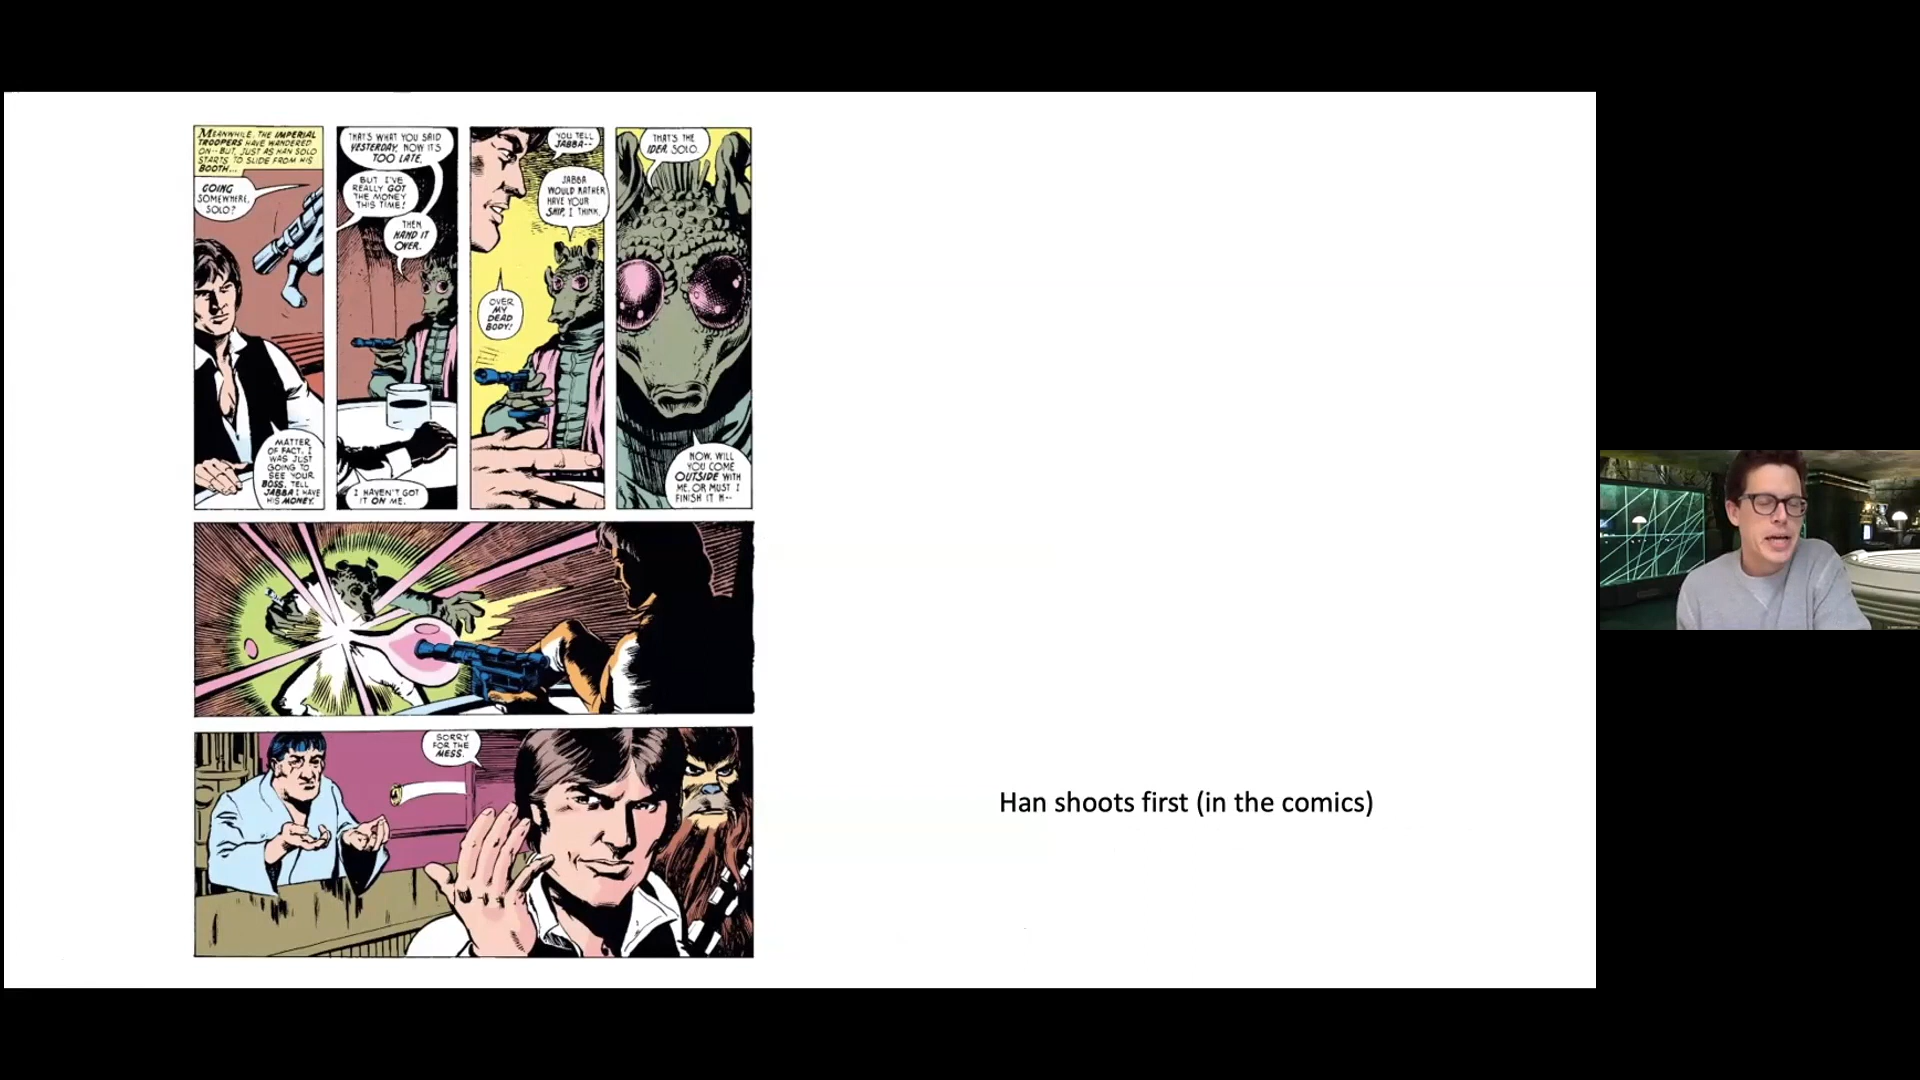 MEANWHILE, THE IMPERIAL
TROOPERS HAVE WANDERED
ON--BUT, JUST AS HAN SOLO
STARTS TO SLIDE FROM HIS
BOOTH...
GOING
SOMEWHERE,
SOLO?
MATTER
OF FACT, I
WAS JUST
GOING TO
SEE YOUR
BOSS. TELL
JABBA I HAVE
HIS MONEY.
THAT'S WHAT YOU SAID
YESTERDAY. NOW IT'S
TOO LATE.
BUT I'VE
REALLY GOT
THE MONEY
THIS TIME!
THEN
HAND IT
OVER.
I HAVEN'T GOT
IT ON ME.
YOU TELL
JABBA--
JABBA
WOULD RATHER
HAVE YOUR
SHIP, I THINK.
OVER
MY
DEAD
BODY!
THAT'S THE
IDEA, SOLO.
NOW, WILL
YOU COME
OUTSIDE WITH
ME, OR MUST I
FINISH IT H--
SORRY
FOR THE
MESS.
Han shoots first (in the comics)